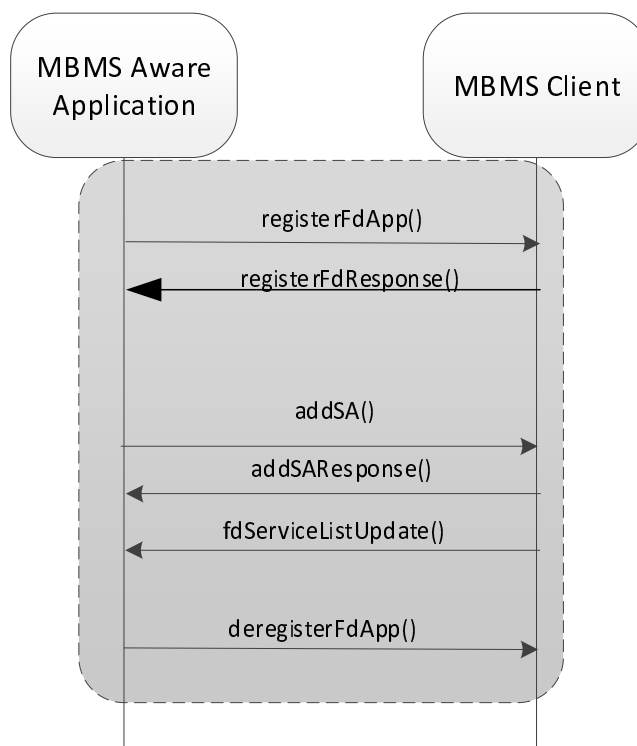 MBMS Aware
Application
MBMS Client
registerFdApp()
registerFdResponse()
addSA()
addSAResponse()
fdServiceListUpdate()
deregisterFdApp()